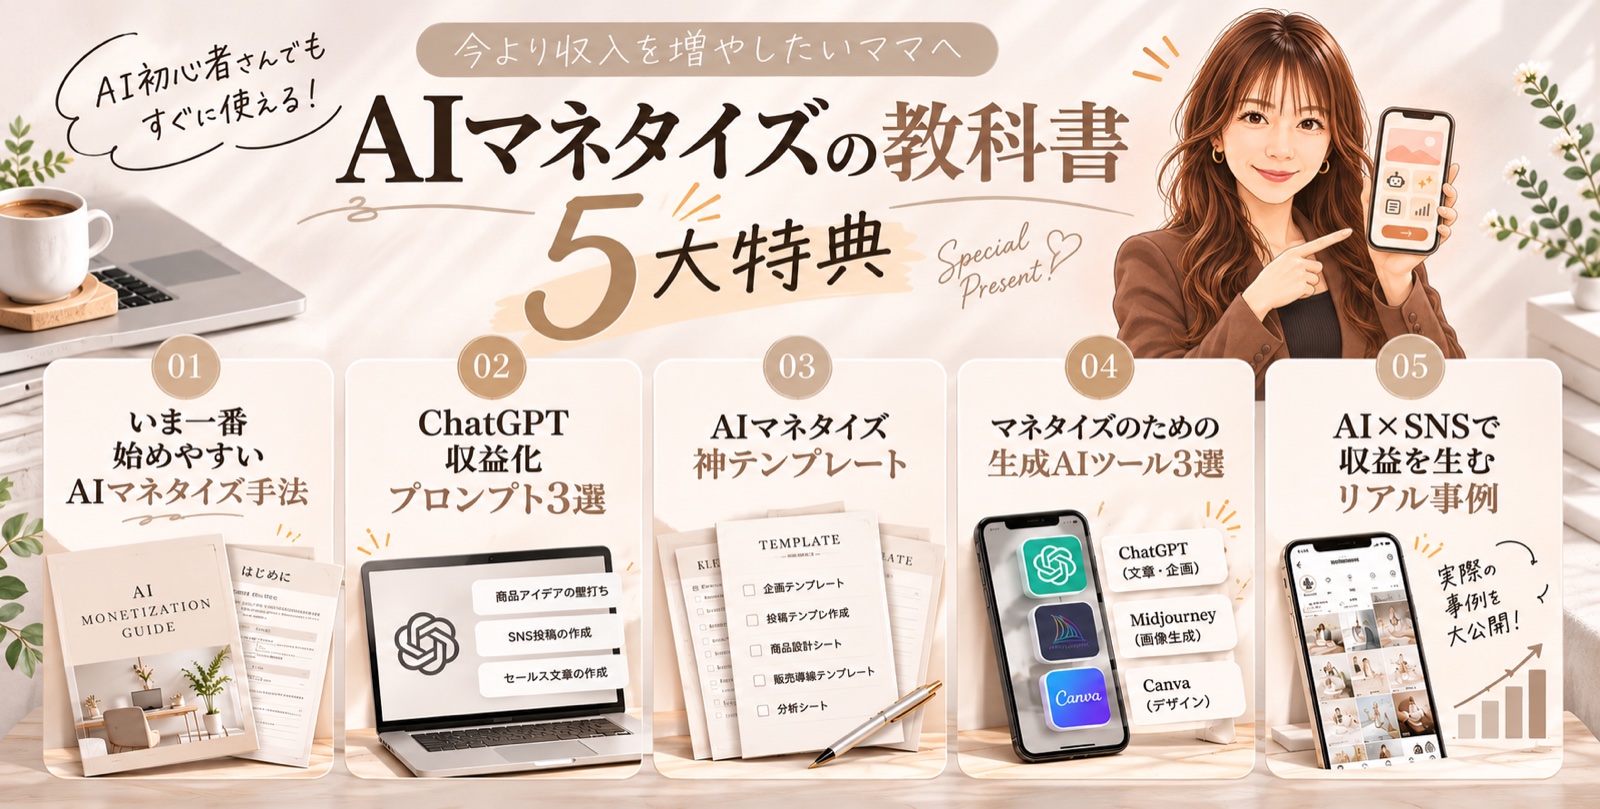 AI初心者さんでも
すぐに使える!
今より収入を増やしたいママへ
AIマネタイズの教科書
5大特典
Special
Present!
01
いま一番
始めやすい
AIマネタイズ手法
AI
MONETIZATION
GUIDE
はじめに
02
ChatGPT
収益化
プロンプト3選
商品アイデアの壁打ち
SNS投稿の作成
セールス文章の作成
03
AIマネタイズ
神テンプレート
TEMPLATE
企画テンプレート
投稿テンプレ作成
商品設計シート
販売導線テンプレート
分析シート
04
マネタイズのための
生成AIツール3選
ChatGPT
(文章・企画)
Midjourney
(画像生成)
Canva
Canva
(デザイン)
05
AI×SNSで
収益を生む
リアル事例
実際の
事例を
大公開!